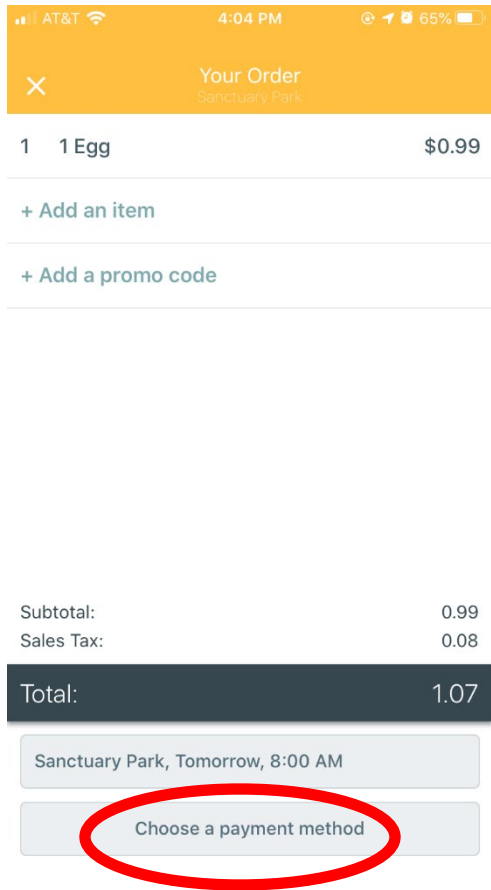 AT&T 4:04 PM 65%
Your Order
Sanctuary Park
1 1 Egg $0.99
+ Add an item
+ Add a promo code
Subtotal: 0.99
Sales Tax: 0.08
Total: 1.07
Sanctuary Park, Tomorrow, 8:00 AM
Choose a payment method